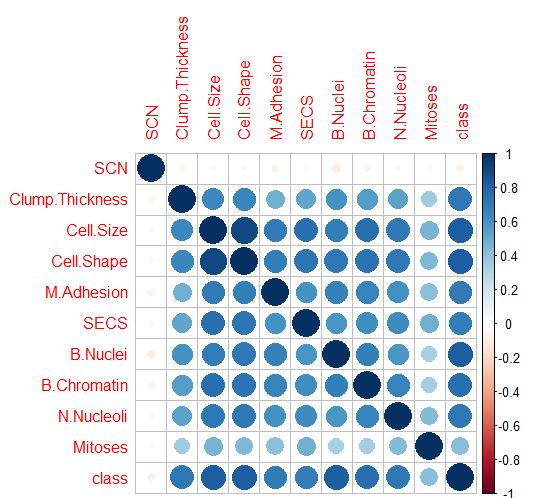 SCN
Clump.Thickness
Cell.Size
Cell.Shape
M.Adhesion
SECS
B.Nuclei
B.Chromatin
N.Nucleoli
Mitoses
class
SCN
Clump.Thickness
Cell.Size
Cell.Shape
M.Adhesion
SECS
B.Nuclei
B.Chromatin
N.Nucleoli
Mitoses
class
1
0.8
0.6
0.4
0.2
0
-0.2
-0.4
-0.6
-0.8
-1